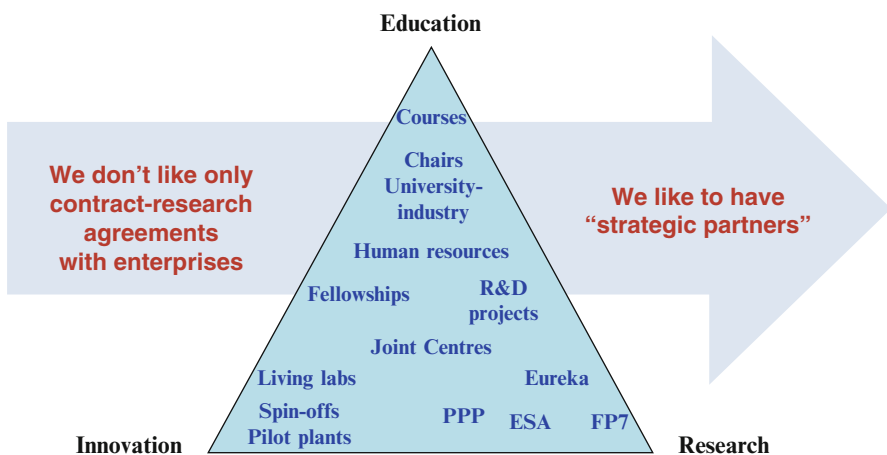 Education
Courses
Chairs
University-
industry
We don't like only
contract-research
agreements
with enterprises
We like to have
“strategic partners”
Human resources
Fellowships
R&D
projects
Joint Centres
Living labs
Eureka
Spin-offs
Pilot plants
PPP
ESA
FP7
Innovation
Research